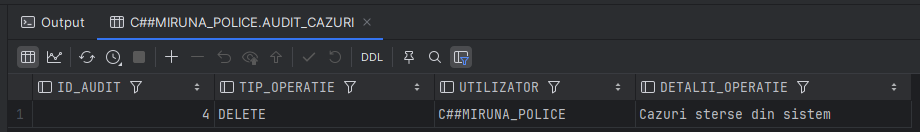 Output C##MIRUNA_POLICE.AUDIT_CAZURI
DDL
ID_AUDIT TIP_OPERATIE UTILIZATOR DETALII_OPERATIE
1 4 DELETE C##MIRUNA_POLICE Cazuri sterse din sistem